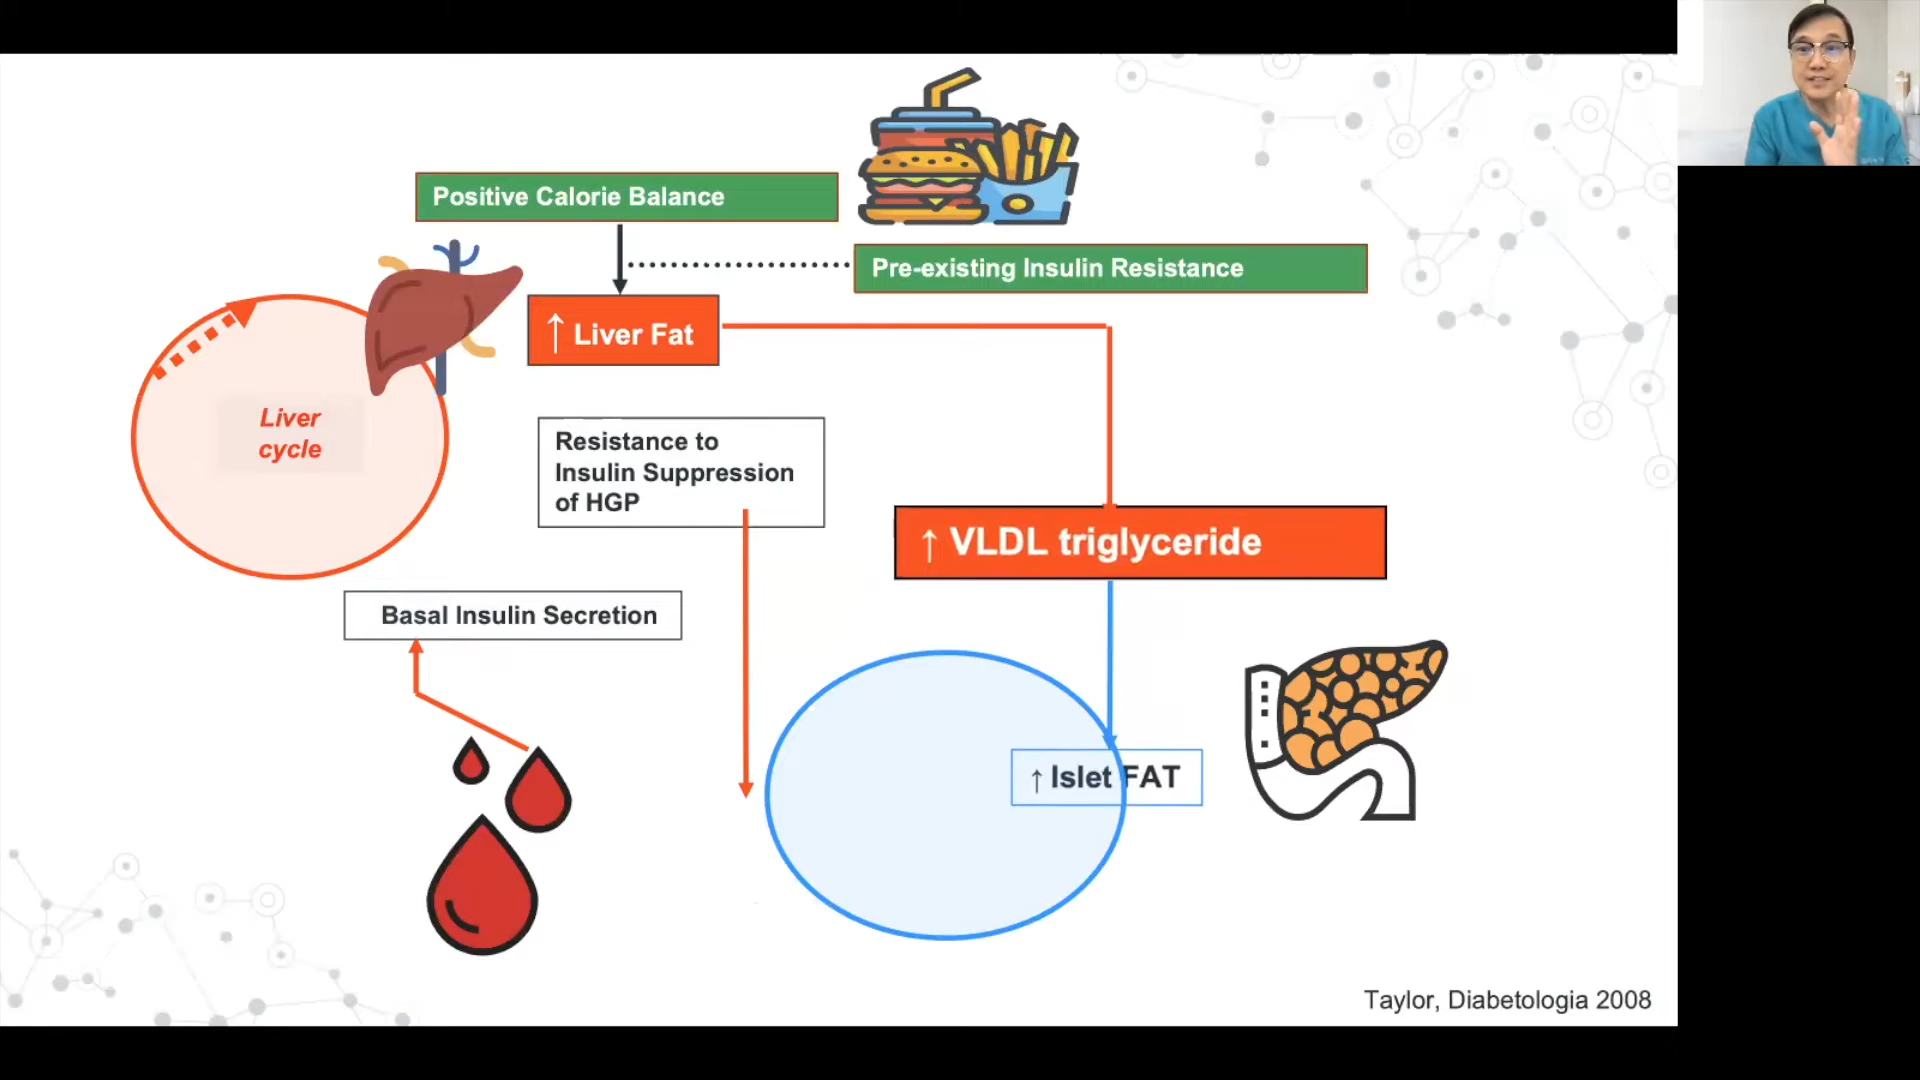 Positive Calorie Balance
Pre-existing Insulin Resistance
↑ Liver Fat
Liver
cycle
Resistance to
Insulin Suppression
of HGP
↑ VLDL triglyceride
Basal Insulin Secretion
↑ Islet FAT
Taylor, Diabetologia 2008